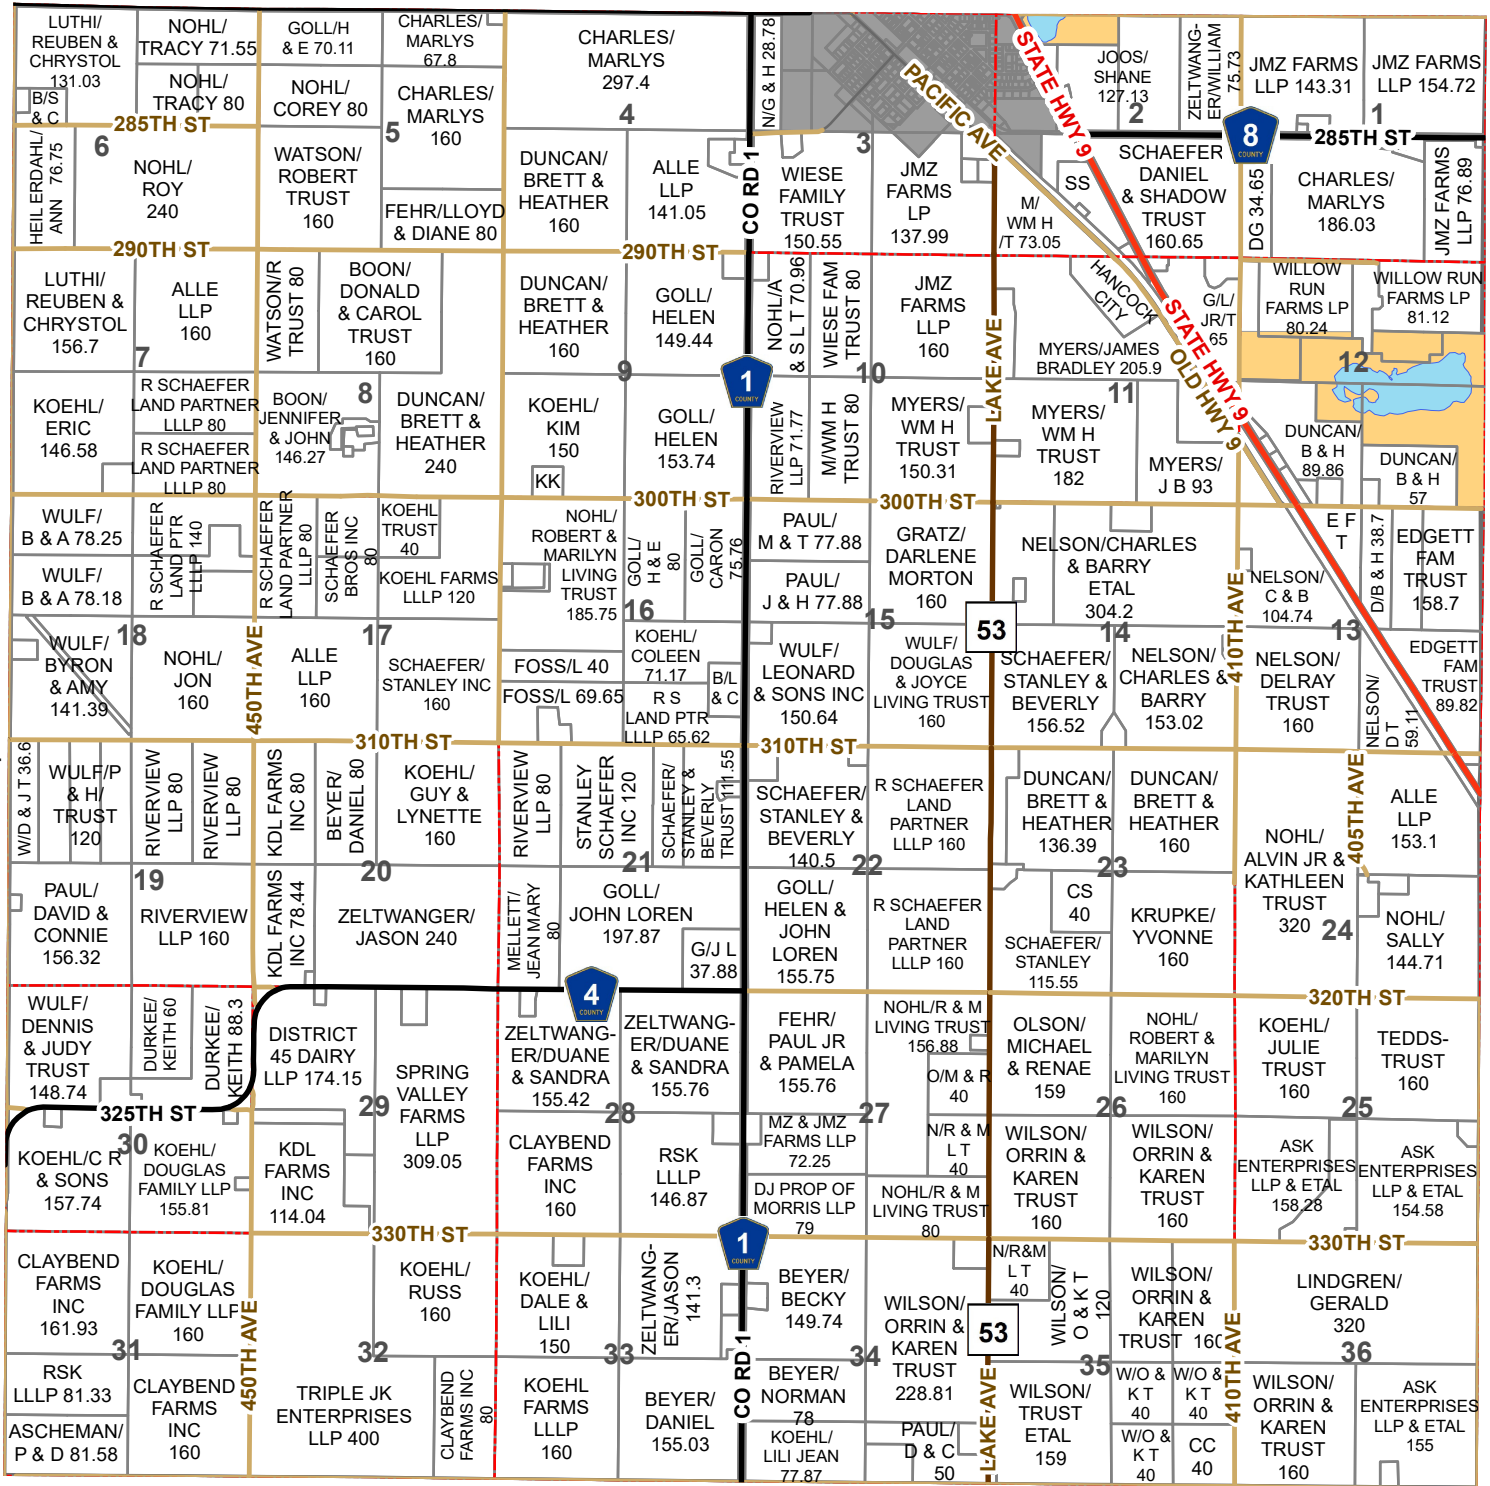 LUTHI/
REUBEN &
CHRYSTOL
131.03
NOHL/
TRACY 71.55
GOLL/H
& E 70.11
CHARLES/
MARLYS
67.8
CHARLES/
MARLYS
297.4
4
N/G & H 28.78
PACIFIC AVE
STATE HWY 9
JOOS/
SHANE
127.13
2
ZELTWANG-
ER/WILLIAM
75.73
JMZ FARMS
LLP 143.31
JMZ FARMS
LLP 154.72
1
B/S
& C
NOHL/
TRACY 80
NOHL/
COREY 80
CHARLES/
MARLYS
160
285TH ST
5
6
3
8
COUNTY
285TH ST
HEIL ERDAHL/
ANN 76.75
NOHL/
ROY
240
WATSON/
ROBERT
TRUST
160
FEHR/LLOYD
& DIANE 80
DUNCAN/
BRETT &
HEATHER
160
ALLE
LLP
141.05
CO RD 1
WIESE
FAMILY
TRUST
150.55
JMZ
FARMS
LP
137.99
SS
M/
WM H
/T 73.05
SCHAEFER
DANIEL
& SHADOW
TRUST
160.65
DG 34.65
CHARLES/
MARLYS
186.03
JMZ FARMS
LLP 76.89
290TH ST
290TH ST
LUTHI/
REUBEN &
CHRYSTOL
156.7
ALLE
LLP
160
7
WATSON/R
TRUST 80
BOON/
DONALD
& CAROL
TRUST
160
DUNCAN/
BRETT &
HEATHER
160
GOLL/
HELEN
149.44
9
NOHL/A
& S L T 70.96
WIESE FAM
TRUST 80
JMZ
FARMS
LLP
160
10
LAKE AVE
HANCOCK
CITY
G/L/
JR/T
65
STATE HWY 9
OLD HWY 9
MYERS/JAMES
BRADLEY 205.9
11
WILLOW
RUN
FARMS LP
80.24
WILLOW RUN
FARMS LP
81.12
12
1
COUNTY
KOEHL/
ERIC
146.58
R SCHAEFER
LAND PARTNER
LLLP 80
R SCHAEFER
LAND PARTNER
LLLP 80
BOON/
JENNIFER
& JOHN
146.27
8
DUNCAN/
BRETT &
HEATHER
240
KOEHL/
KIM
150
KK
GOLL/
HELEN
153.74
RIVERVIEW
LLP 71.77
M/WM H
TRUST 80
MYERS/
WM H
TRUST
150.31
MYERS/
WM H
TRUST
182
MYERS/
J B 93
DUNCAN/
B & H
89.86
DUNCAN/
B & H
57
300TH ST
300TH ST
WULF/
B & A 78.25
WULF/
B & A 78.18
R SCHAEFER
LAND PTR
LLLP 140
R SCHAEFER
LAND PARTNER
LLLP 80
SCHAEFER
BROS INC
80
KOEHL
TRUST
40
KOEHL FARMS
LLLP 120
NOHL/
ROBERT &
MARILYN
LIVING
TRUST
185.75
GOLL/
H & E
80
GOLL/
CARON
75.76
16
PAUL/
M & T 77.88
PAUL/
J & H 77.88
GRATZ/
DARLENE
MORTON
160
15
53
NELSON/CHARLES
& BARRY
ETAL
304.2
14
410TH AVE
NELSON/
C & B
104.74
E F
T
D/B & H 38.7
EDGETT
FAM
TRUST
158.7
13
18
17
WULF/
BYRON
& AMY
141.39
NOHL/
JON
160
450TH AVE
ALLE
LLP
160
SCHAEFER/
STANLEY INC
160
FOSS/L 40
FOSS/L 69.65
KOEHL/
COLEEN
71.17
R S
LAND PTR
LLLP 65.62
B/L
& C
WULF/
LEONARD
& SONS INC
150.64
WULF/
DOUGLAS
& JOYCE
LIVING TRUST
160
SCHAEFER/
STANLEY &
BEVERLY
156.52
NELSON/
CHARLES &
BARRY
153.02
NELSON/
DELRAY
TRUST
160
NELSON/
D T
59.11
EDGETT
FAM
TRUST
89.82
310TH ST
310TH ST
W/D & J T 36.6
WULF/P
& H/
TRUST
120
RIVERVIEW
LLP 80
RIVERVIEW
LLP 80
KDL FARMS
INC 80
BEYER/
DANIEL 80
KOEHL/
GUY &
LYNETTE
160
RIVERVIEW
LLP 80
STANLEY
SCHAEFER
INC 120
SCHAEFER/
STANLEY &
BEVERLY
TRUST 111.55
SCHAEFER/
STANLEY &
BEVERLY
140.5
R SCHAEFER
LAND
PARTNER
LLLP 160
DUNCAN/
BRETT &
HEATHER
136.39
DUNCAN/
BRETT &
HEATHER
160
NOHL/
ALVIN JR &
KATHLEEN
TRUST
320
405TH AVE
ALLE
LLP
153.1
19
20
21
22
23
24
PAUL/
DAVID &
CONNIE
156.32
RIVERVIEW
LLP 160
KDL FARMS
INC 78.44
ZELTWANGER/
JASON 240
MELLETT/
JEAN MARY
80
GOLL/
JOHN LOREN
197.87
G/J L
37.88
GOLL/
HELEN &
JOHN
LOREN
155.75
R SCHAEFER
LAND
PARTNER
LLLP 160
CS
40
SCHAEFER/
STANLEY
115.55
KRUPKE/
YVONNE
160
NOHL/
SALLY
144.71
4
COUNTY
320TH ST
WULF/
DENNIS
& JUDY
TRUST
148.74
DURKEE/
KEITH 60
DURKEE/
KEITH 88.3
DISTRICT
45 DAIRY
LLP 174.15
SPRING
VALLEY
FARMS
LLP
309.05
29
ZELTWANG-
ER/DUANE
& SANDRA
155.42
ZELTWANG-
ER/DUANE
& SANDRA
155.76
28
FEHR/
PAUL JR
& PAMELA
155.76
NOHL/R & M
LIVING TRUST
156.88
O/M & R
40
27
OLSON/
MICHAEL
& RENAE
159
NOHL/
ROBERT &
MARILYN
LIVING TRUST
160
26
KOEHL/
JULIE
TRUST
160
TEDDS-
TRUST
160
25
325TH ST
30
KOEHL/C R
& SONS
157.74
KOEHL/
DOUGLAS
FAMILY LLP
155.81
KDL
FARMS
INC
114.04
CLAYBEND
FARMS
INC
160
RSK
LLLP
146.87
MZ & JMZ
FARMS LLP
72.25
DJ PROP OF
MORRIS LLP
79
N/R & M
L T
40
NOHL/R & M
LIVING TRUST
80
WILSON/
ORRIN &
KAREN
TRUST
160
WILSON/
ORRIN &
KAREN
TRUST
160
ASK
ENTERPRISES
LLP & ETAL
158.28
ASK
ENTERPRISES
LLP & ETAL
154.58
330TH ST
1
COUNTY
330TH ST
CLAYBEND
FARMS
INC
161.93
KOEHL/
DOUGLAS
FAMILY LLP
160
450TH AVE
KOEHL/
RUSS
160
KOEHL/
DALE &
LILI
150
ZELTWANG-
ER/JASON
141.3
CO RD 1
BEYER/
BECKY
149.74
WILSON/
ORRIN &
KAREN
TRUST
228.81
53
N/R&M
L T
40
WILSON/
O & K T
120
WILSON/
ORRIN &
KAREN
TRUST 160
410TH AVE
LINDGREN/
GERALD
320
31
32
33
34
35
36
RSK
LLLP 81.33
ASCHEMAN/
P & D 81.58
CLAYBEND
FARMS
INC
160
TRIPLE JK
ENTERPRISES
LLP 400
CLAYBEND
FARMS INC
80
KOEHL
FARMS
LLLP
160
BEYER/
DANIEL
155.03
BEYER/
NORMAN
78
KOEHL/
LILI JEAN
77.87
PAUL/
D & C
50
LAKE AVE
WILSON/
TRUST
ETAL
159
W/O &
K T
40
W/O &
K T
40
W/O &
K T
40
CC
40
WILSON/
ORRIN &
KAREN
TRUST
160
ASK
ENTERPRISES
LLP & ETAL
155